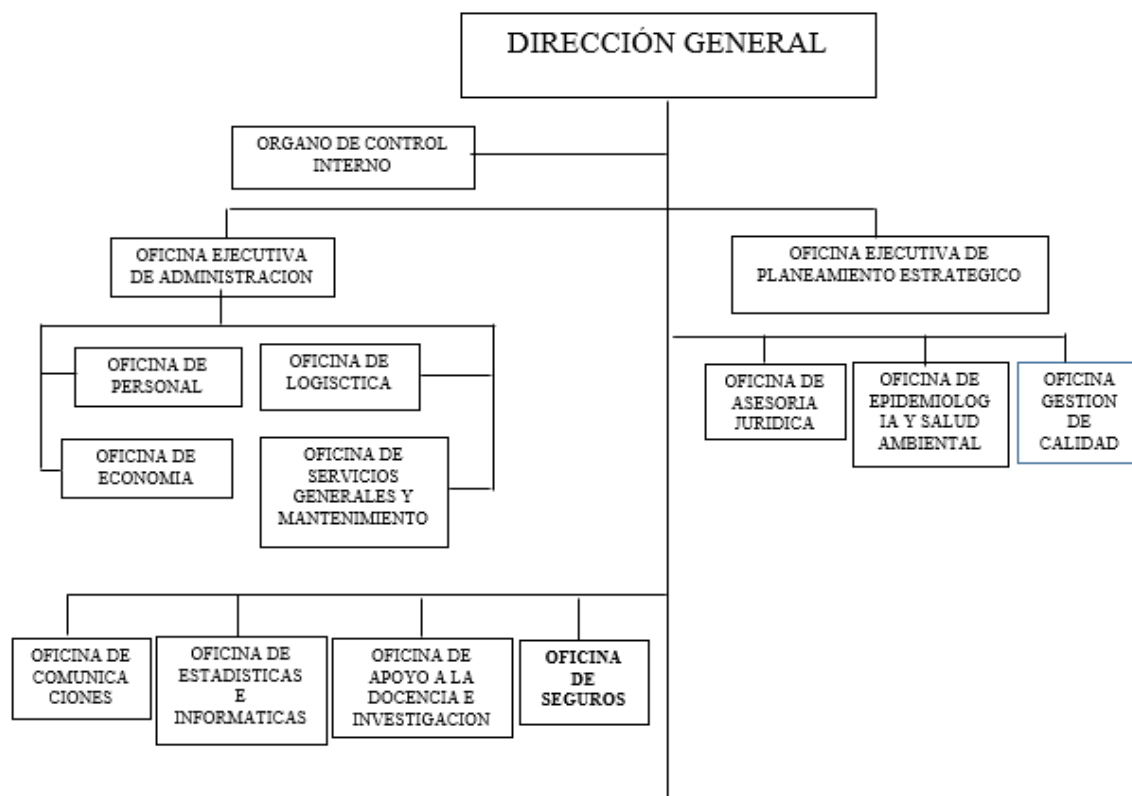 DIRECCIÓN GENERAL
ORGANO DE CONTROL
INTERNO
OFICINA EJECUTIVA
DE ADMINISTRACION
OFICINA EJECUTIVA DE
PLANEAMIENTO ESTRATEGICO
OFICINA DE
PERSONAL
OFICINA DE
LOGISCTICA
OFICINA DE
ASESORIA
JURIDICA
OFICINA DE
EPIDEMIOLOG
IA Y SALUD
AMBIENTAL
OFICINA
GESTION
DE
CALIDAD
OFICINA DE
ECONOMIA
OFICINA DE
SERVICIOS
GENERALES Y
MANTENIMIENTO
OFICINA DE
COMUNICA
CIONES
OFICINA DE
ESTADISTICAS
E
INFORMATICAS
OFICINA DE
APOYO A LA
DOCENCIA E
INVESTIGACION
OFICINA
DE
SEGUROS